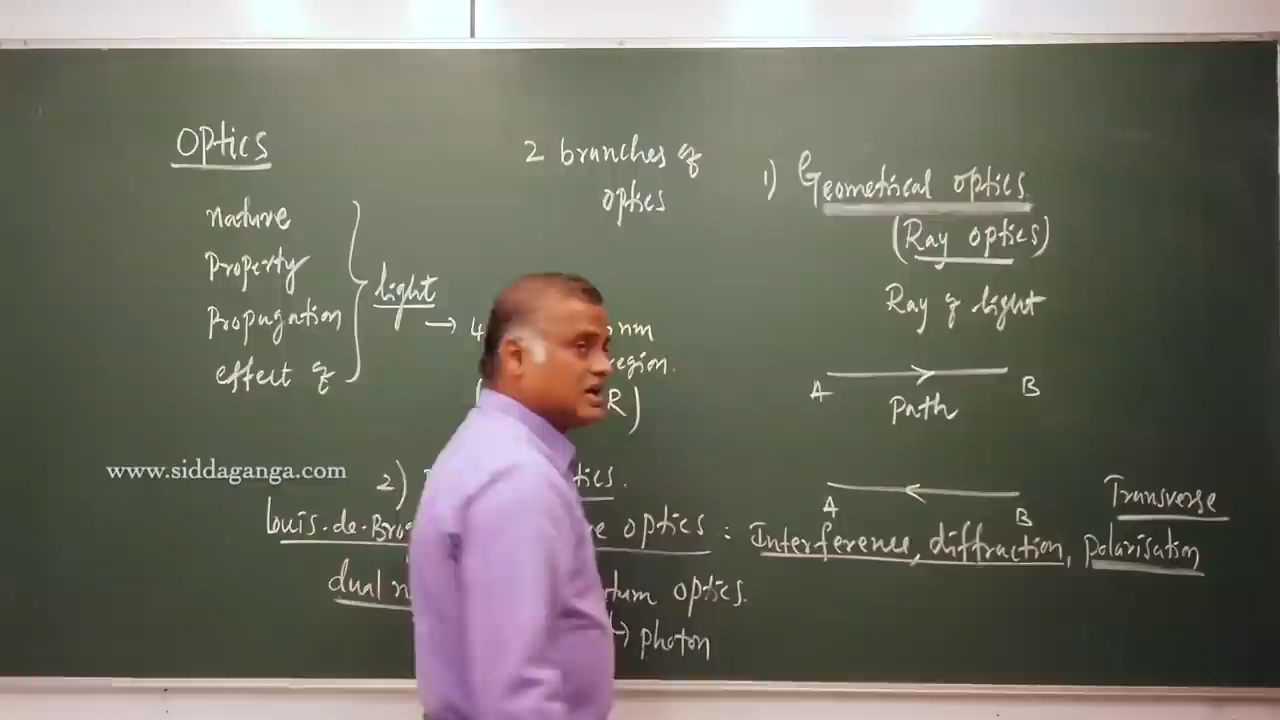 Optics
nature
Property
Propagation
effect of
light
→ 4
nm
region.
R)
2 branches of
optics
1) Geometrical optics.
(Ray optics)
Ray of light
A B
Path
A B
www.siddaganga.com
2) tics.
Louis-de-Bro e optics : Interference, diffraction, polarisation
Transverse
dual n tum optics.
→ photon